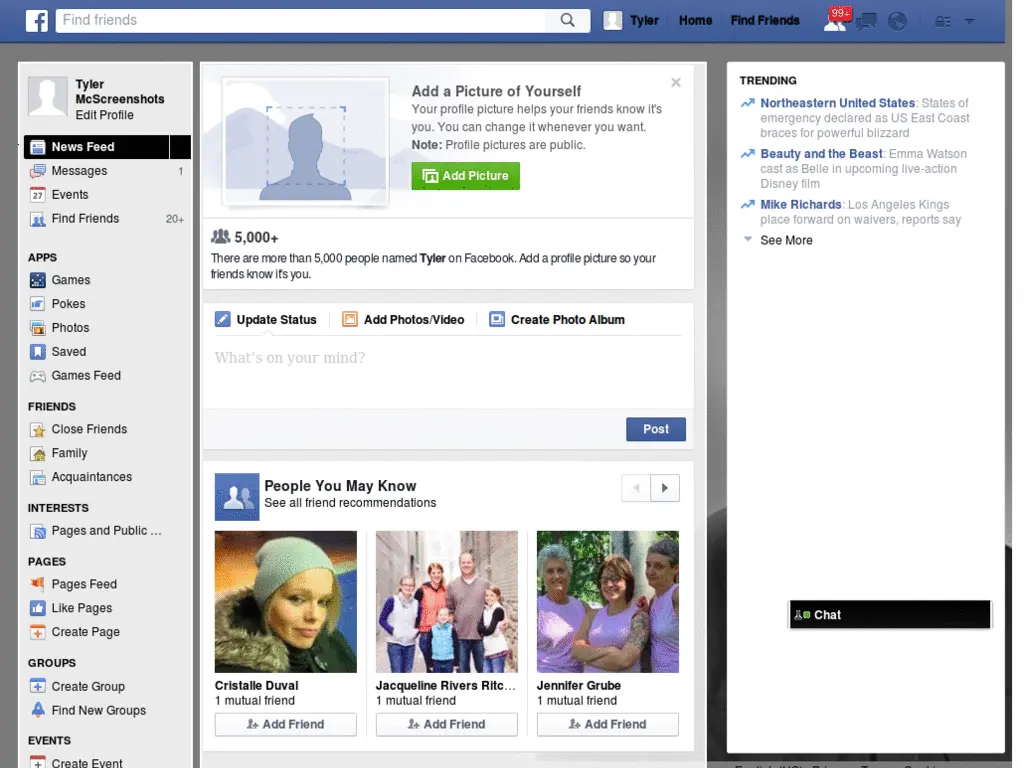 f
Find friends
Tyler
Home
Find Friends
99+
Tyler
McScreenshots
Edit Profile
News Feed
Messages
1
27
Events
Find Friends
20+
APPS
Games
Pokes
Photos
Saved
Games Feed
FRIENDS
Close Friends
Family
Acquaintances
INTERESTS
Pages and Public ...
PAGES
Pages Feed
Like Pages
Create Page
GROUPS
Create Group
Find New Groups
EVENTS
Create Event
Add a Picture of Yourself
Your profile picture helps your friends know it's
you. You can change it whenever you want.
Note: Profile pictures are public.
Add Picture
5,000+
There are more than 5,000 people named Tyler on Facebook. Add a profile picture so your
friends know it's you.
Update Status
Add Photos/Video
Create Photo Album
What's on your mind?
Post
People You May Know
See all friend recommendations
Cristalle Duval
1 mutual friend
Add Friend
Jacqueline Rivers Ritc...
1 mutual friend
Add Friend
Jennifer Grube
1 mutual friend
Add Friend
TRENDING
Northeastern United States: States of
emergency declared as US East Coast
braces for powerful blizzard
Beauty and the Beast: Emma Watson
cast as Belle in upcoming live-action
Disney film
Mike Richards: Los Angeles Kings
place forward on waivers, reports say
See More
Chat